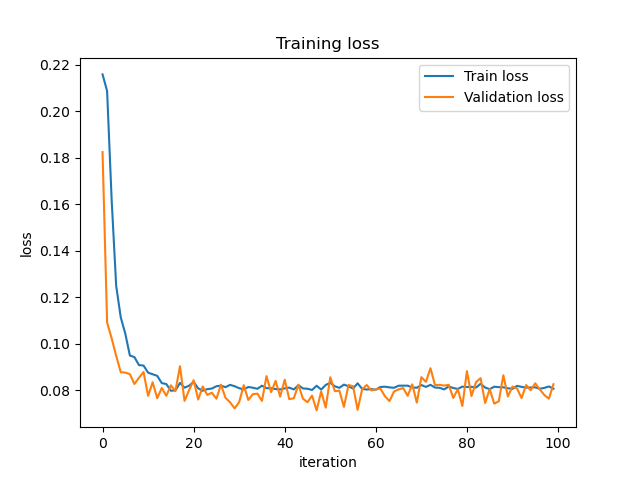 Training loss
Train loss
Validation loss
0.22
0.20
0.18
0.16
0.14
0.12
0.10
0.08
loss
0 20 40 60 80 100
iteration